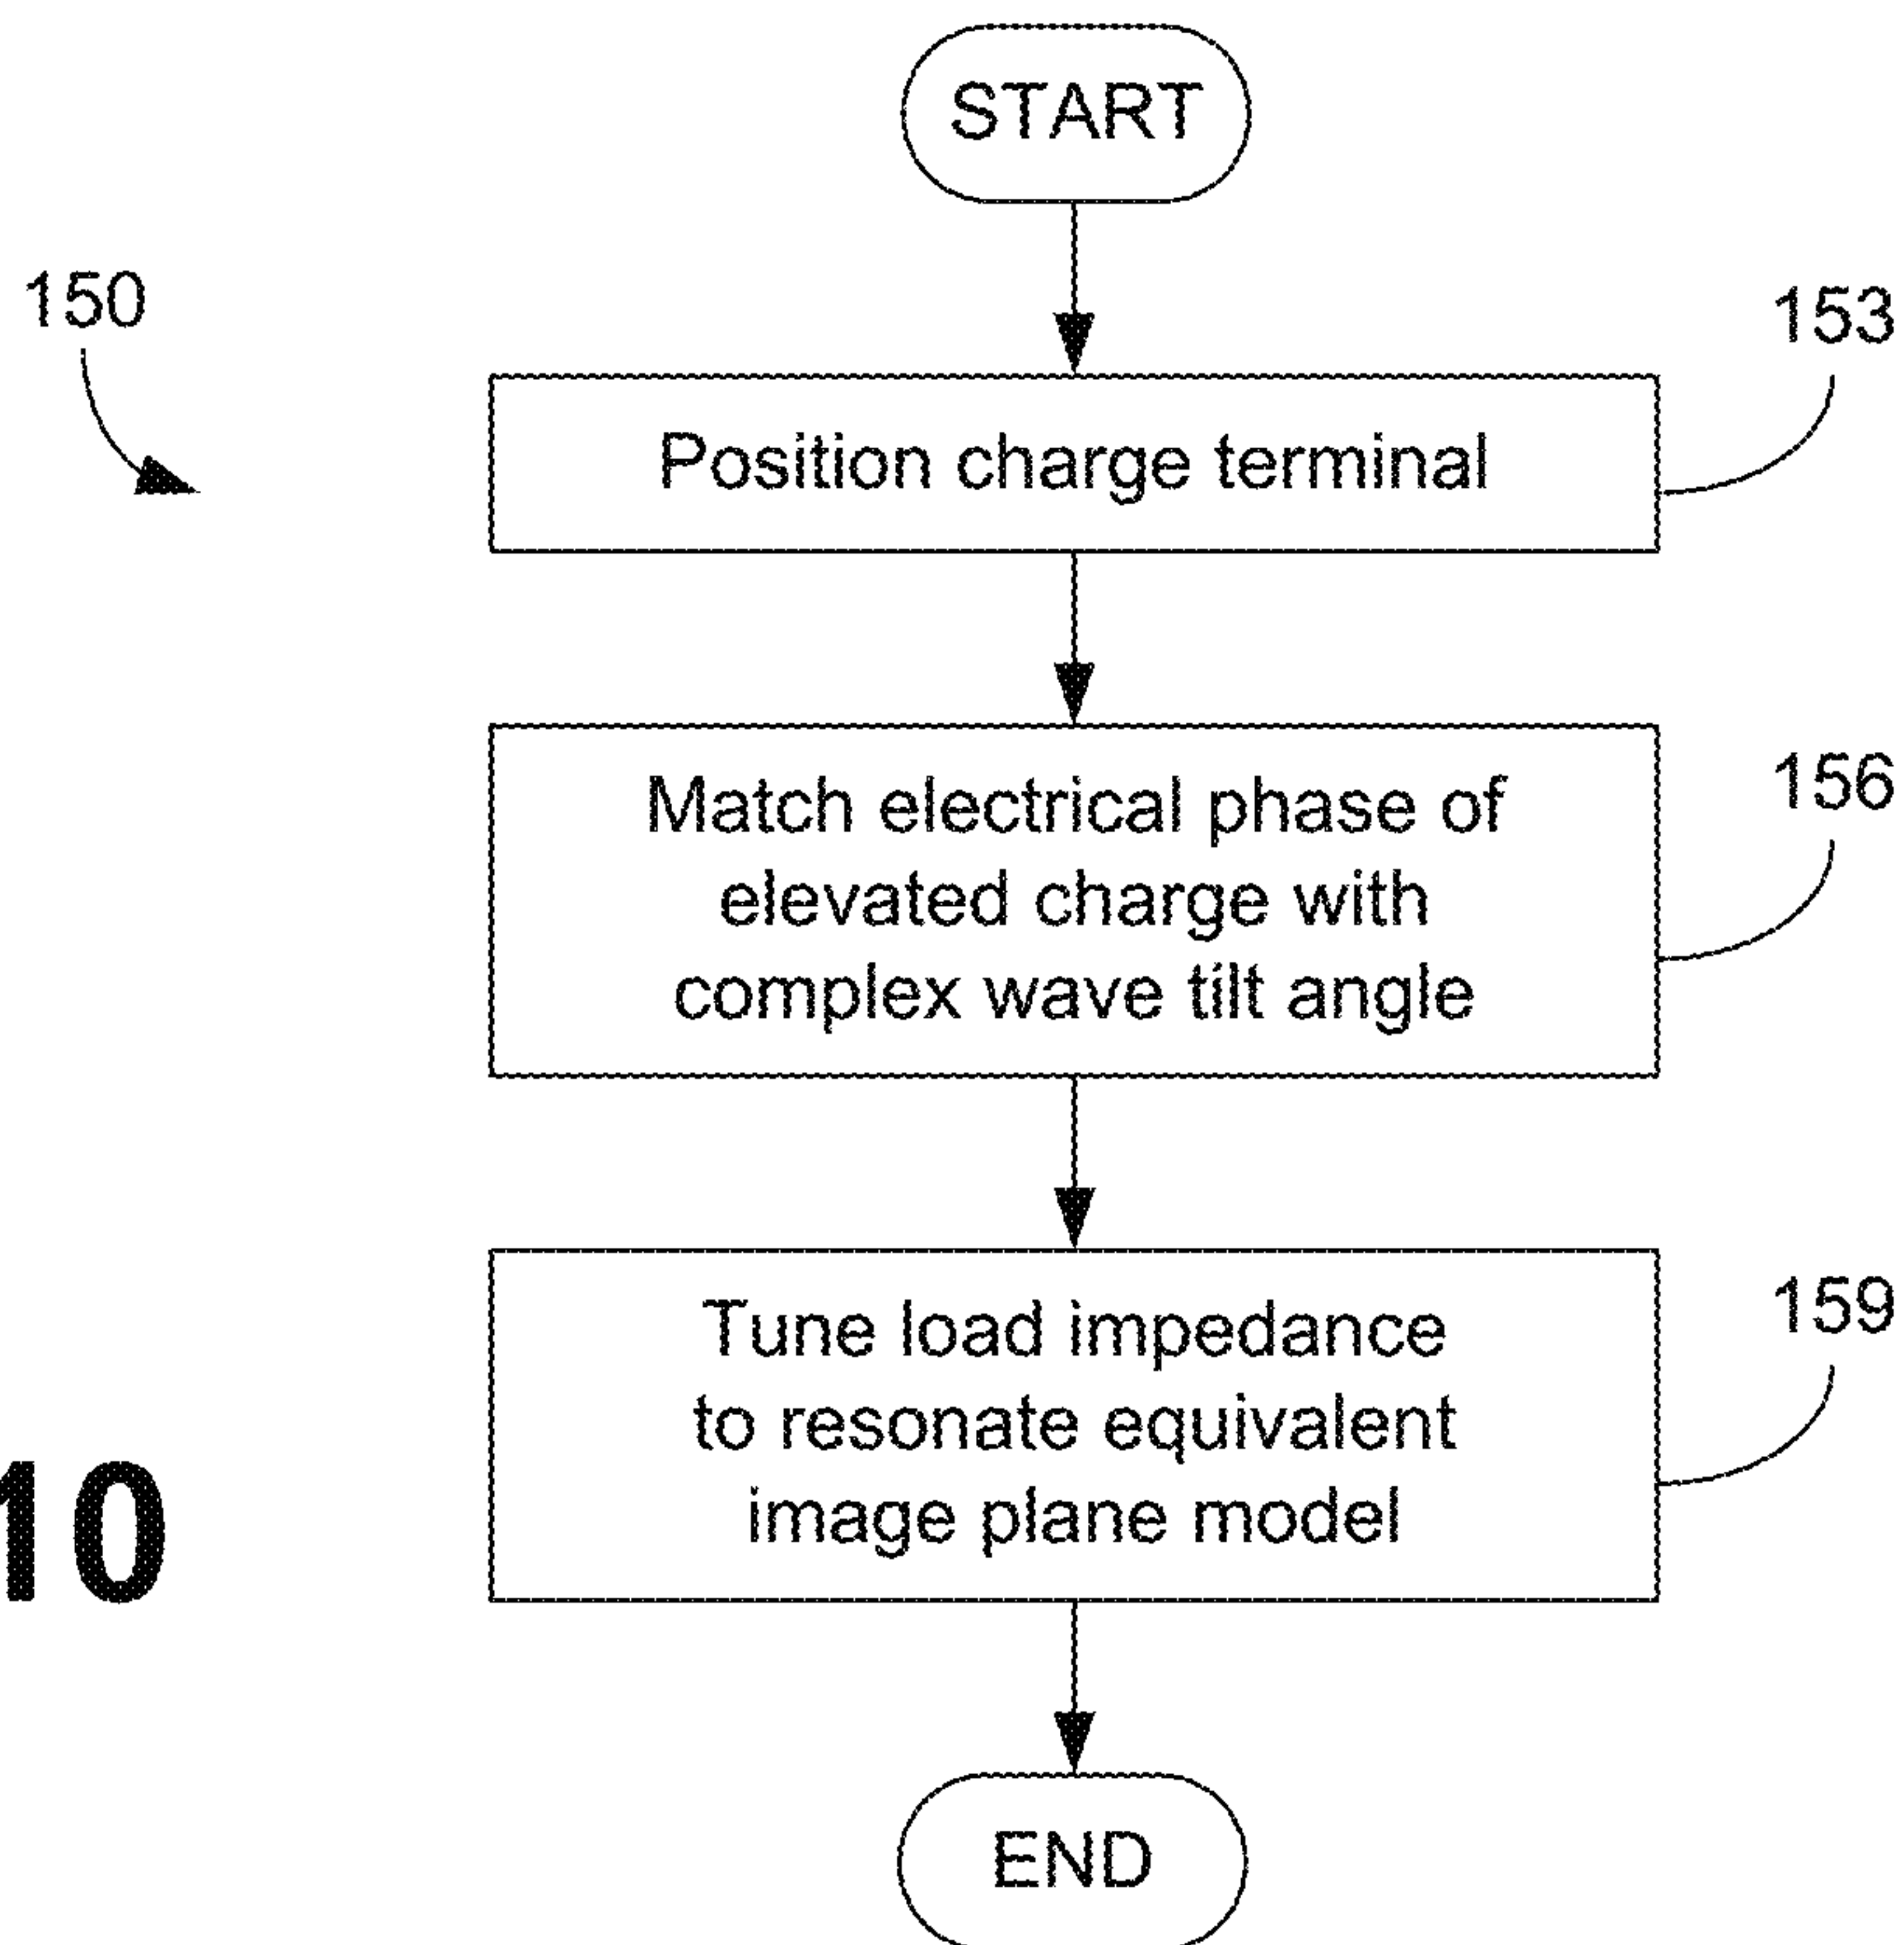 START
150
153
Position charge terminal
156
Match electrical phase of
elevated charge with
complex wave tilt angle
159
Tune load impedance
to resonate equivalent
image plane model
10
END